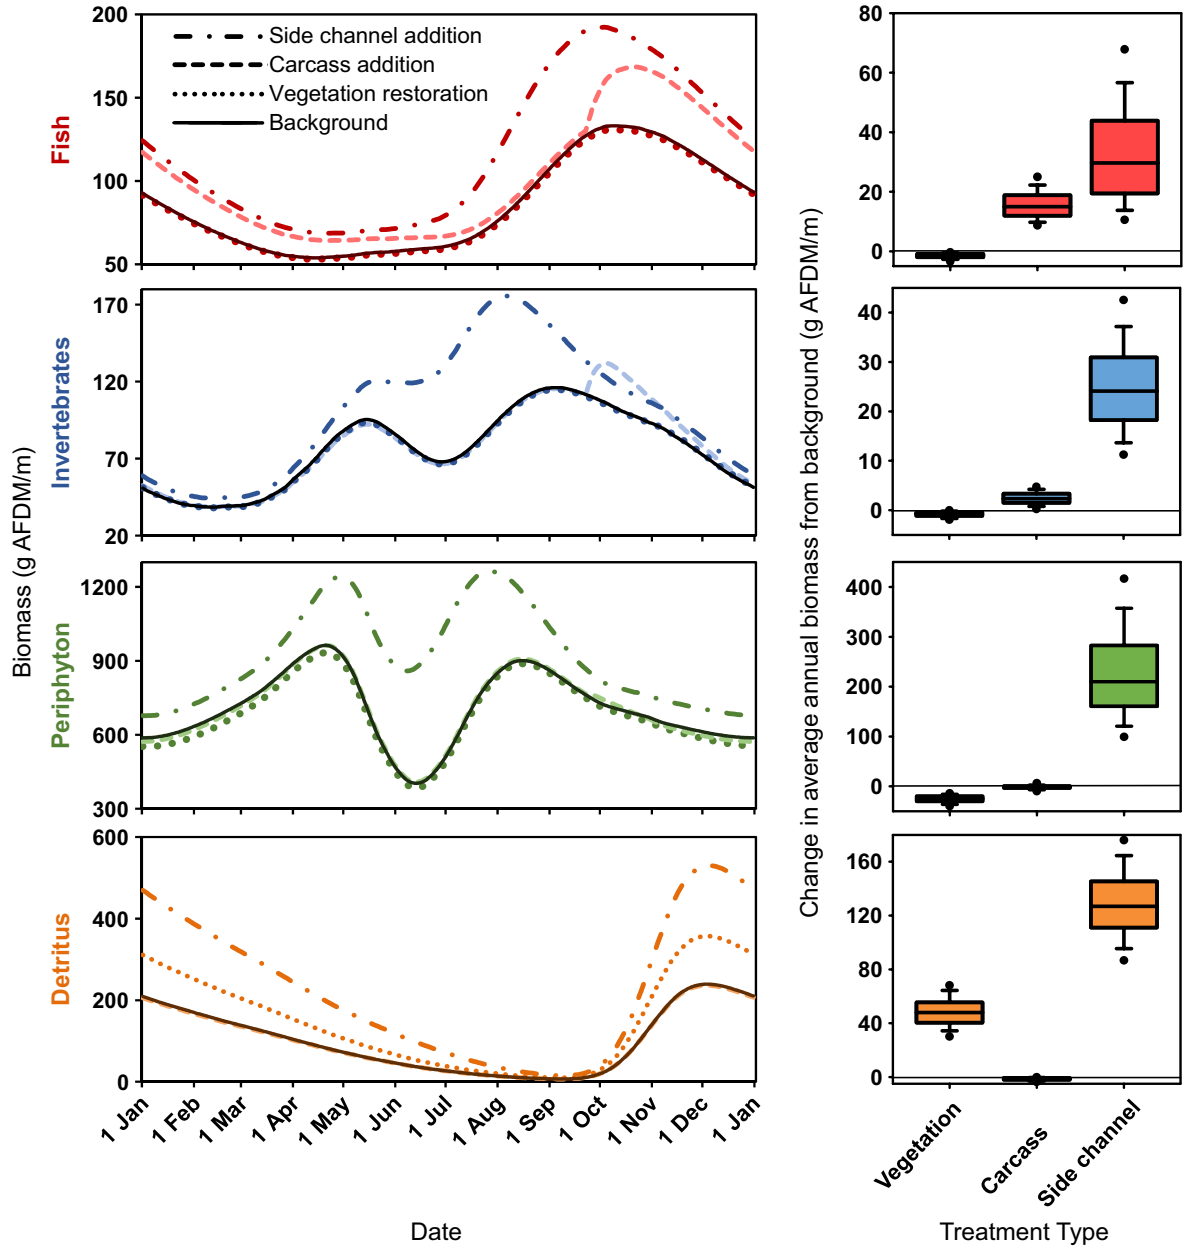 Side channel addition
Carcass addition
Vegetation restoration
Background
Biomass (g AFDM/m)
Fish
200
150
100
50
Invertebrates
170
120
70
20
Periphyton
1200
900
600
300
Detritus
600
400
200
0
1 Jan
1 Feb
1 Mar
1 Apr
1 May
1 Jun
1 Jul
1 Aug
1 Sep
1 Oct
1 Nov
1 Dec
1 Jan
Date
Change in average annual biomass from background (g AFDM/m)
80
60
40
20
0
40
30
20
10
0
400
300
200
100
0
160
120
80
40
0
Vegetation
Carcass
Side channel
Treatment Type